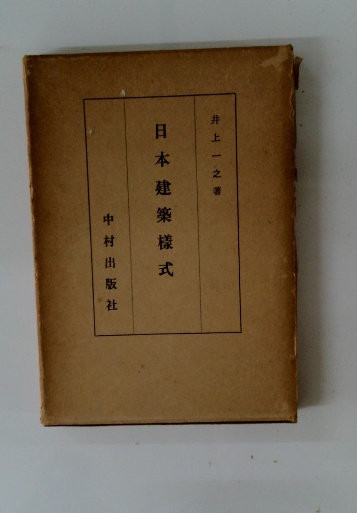 井上一之著
日本建築様式
中村出版社